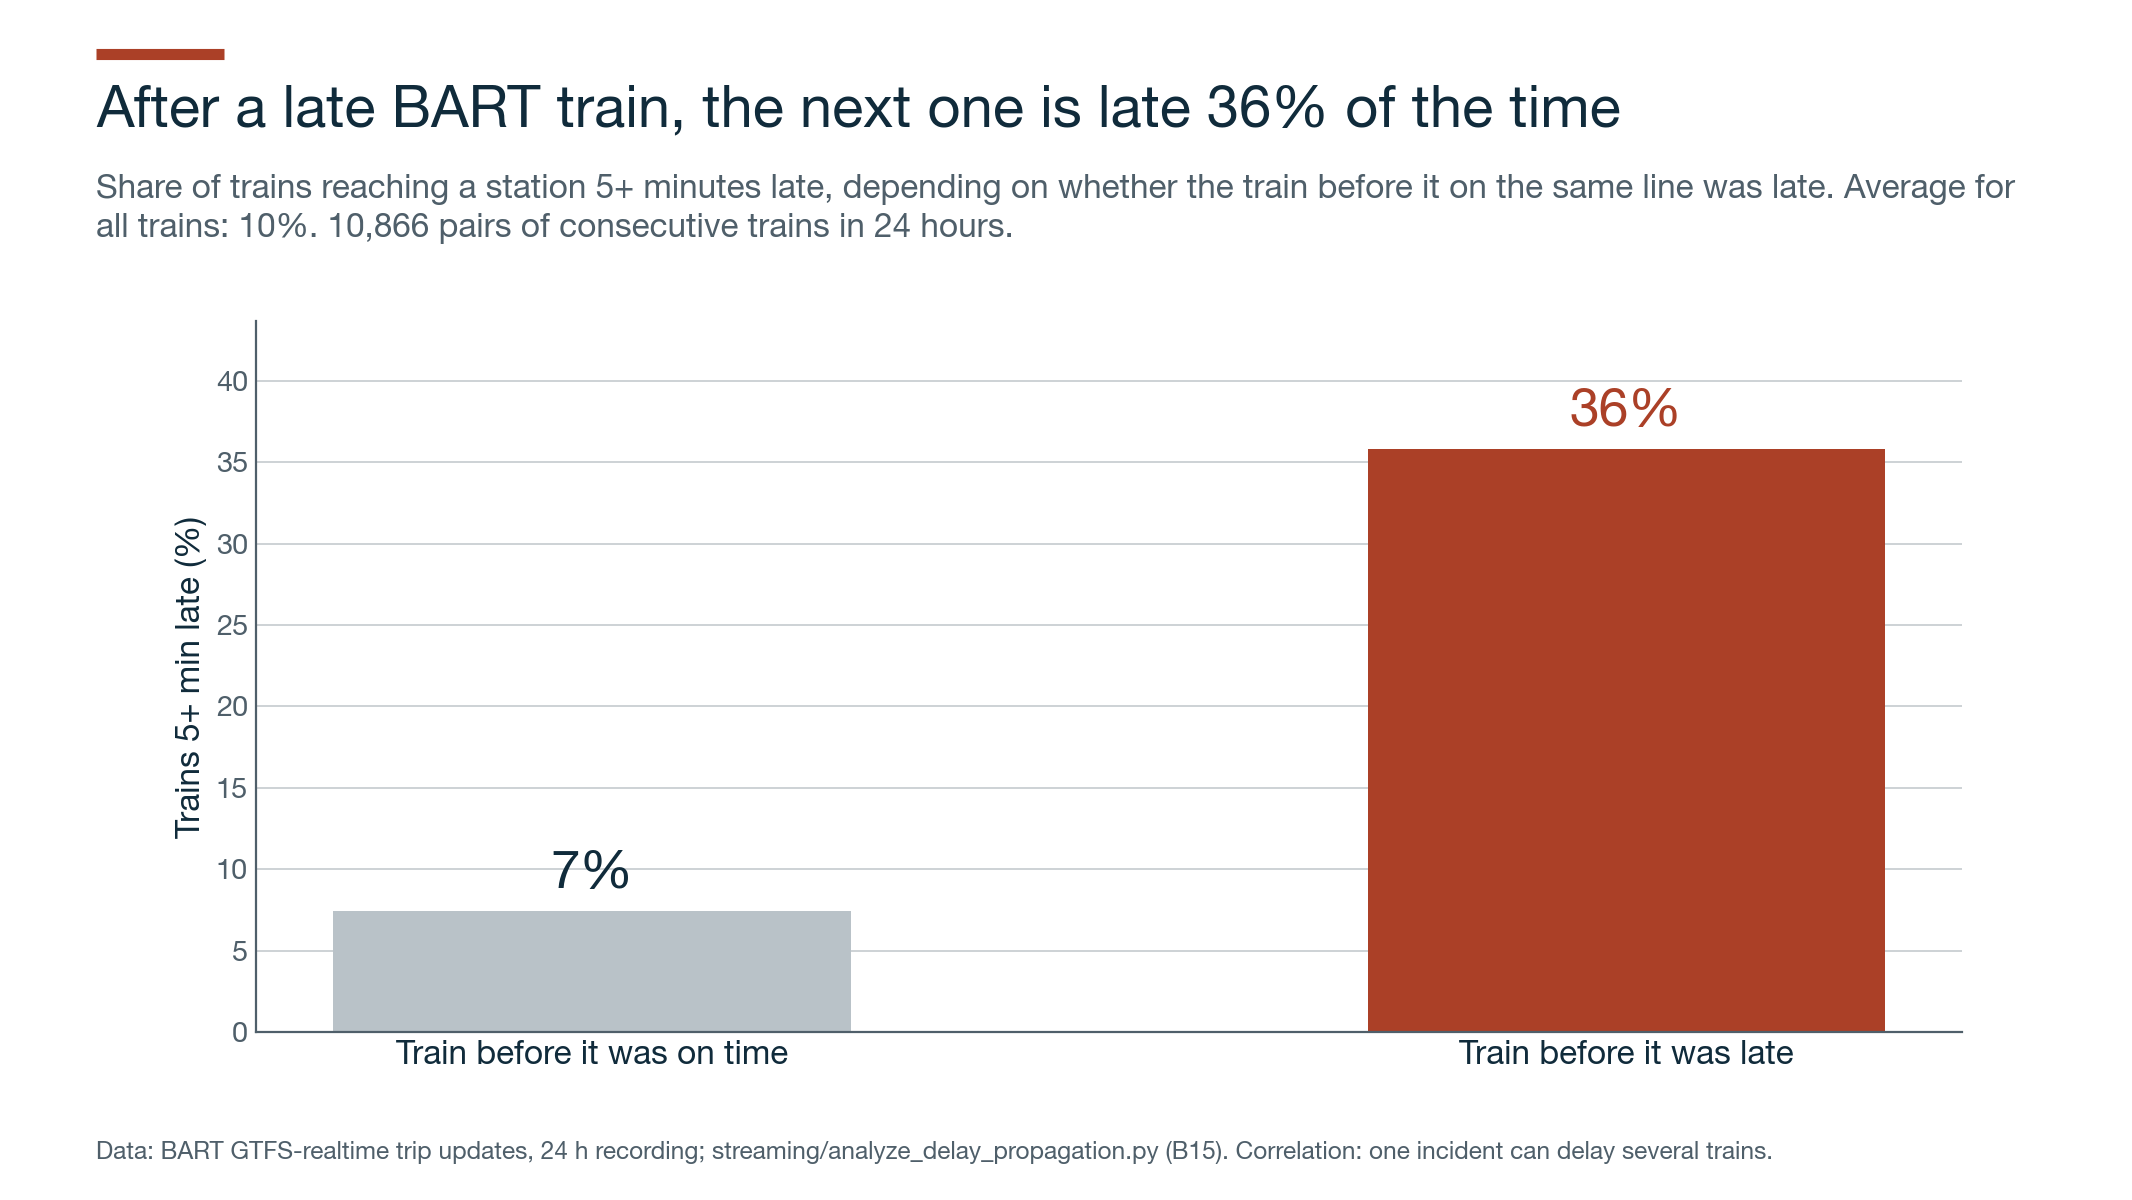 After a late BART train, the next one is late 36% of the time
Share of trains reaching a station 5+ minutes late, depending on whether the train before it on the same line was late. Average for
all trains: 10%. 10,866 pairs of consecutive trains in 24 hours.
Trains 5+ min late (%)
40
35
30
25
20
15
10
5
0
7%
36%
Train before it was on time
Train before it was late
Data: BART GTFS-realtime trip updates, 24 h recording; streaming/analyze_delay_propagation.py (B15). Correlation: one incident can delay several trains.